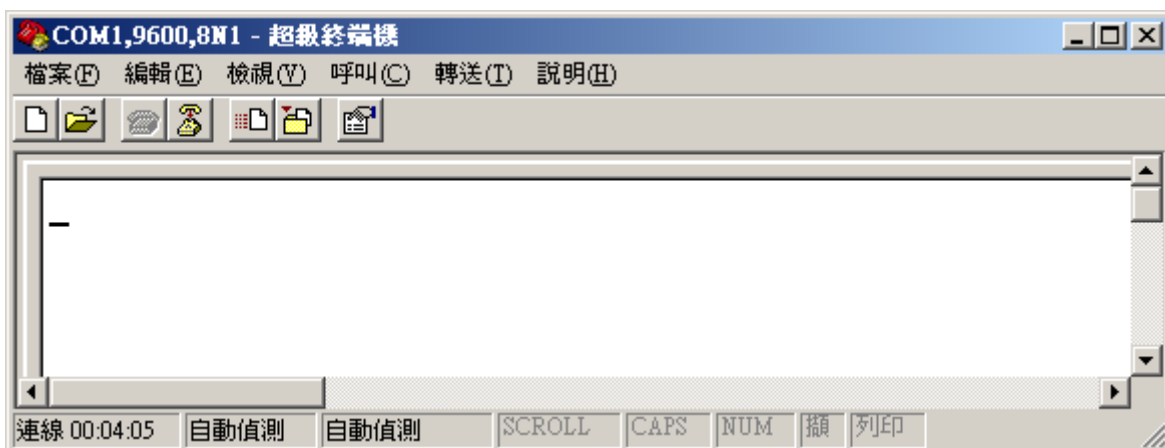 COM1,9600,8N1 - 超級終端機
檔案(F) 編輯(E) 檢視(V) 呼叫(C) 轉送(T) 說明(H)
連線 00:04:05 自動偵測 自動偵測 SCROLL CAPS NUM 擷 列印